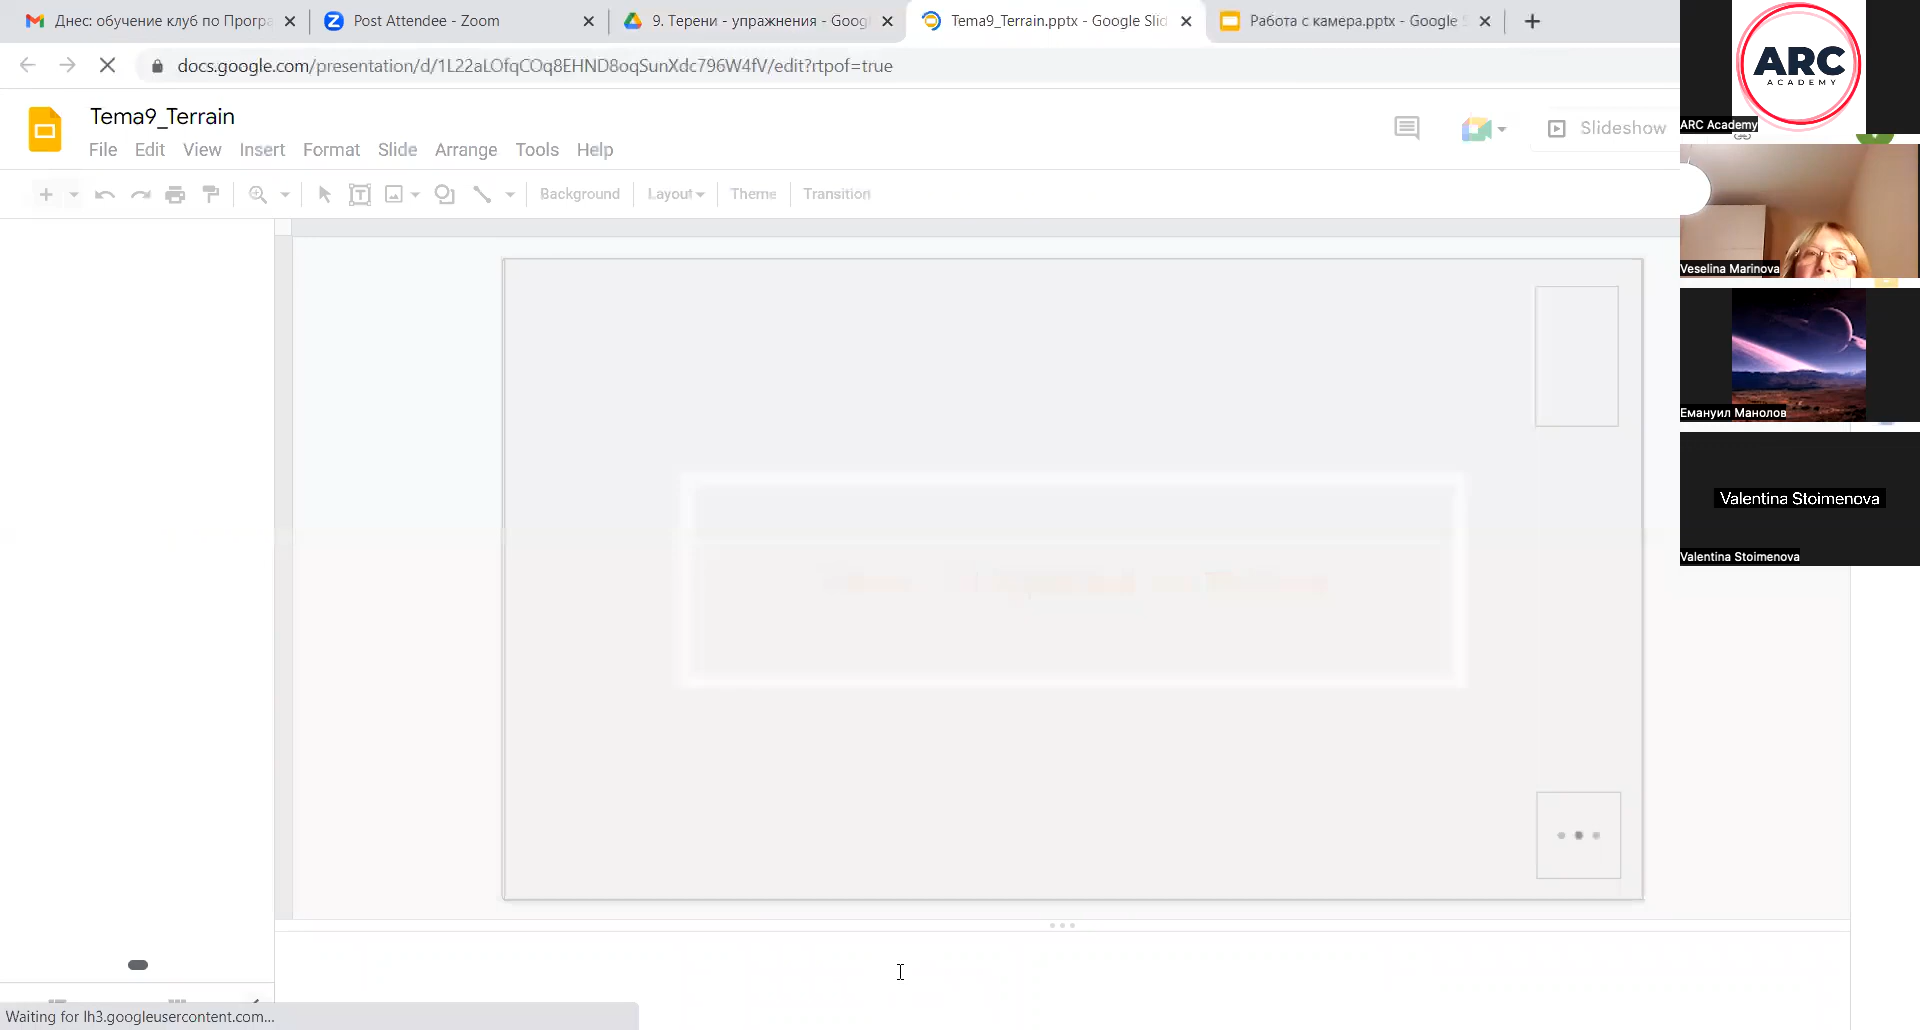 Днес: обучение клуб по Програ
Post Attendee - Zoom
9. Терени - упражнения - Googl
Tema9_Terrain.pptx - Google Slid
Работа с камера.pptx - Google S
docs.google.com/presentation/d/1L22aLOfqCOq8EHND8oqSunXdc796W4fV/edit?rtpof=true
Tema9_Terrain
File Edit View Insert Format Slide Arrange Tools Help
Slideshow
Background Layout Theme Transition
ARC
ACADEMY
ARC Academy
Veselina Marinova
Емануил Манолов
Valentina Stoimenova
Valentina Stoimenova
Waiting for lh3.googleusercontent.com...